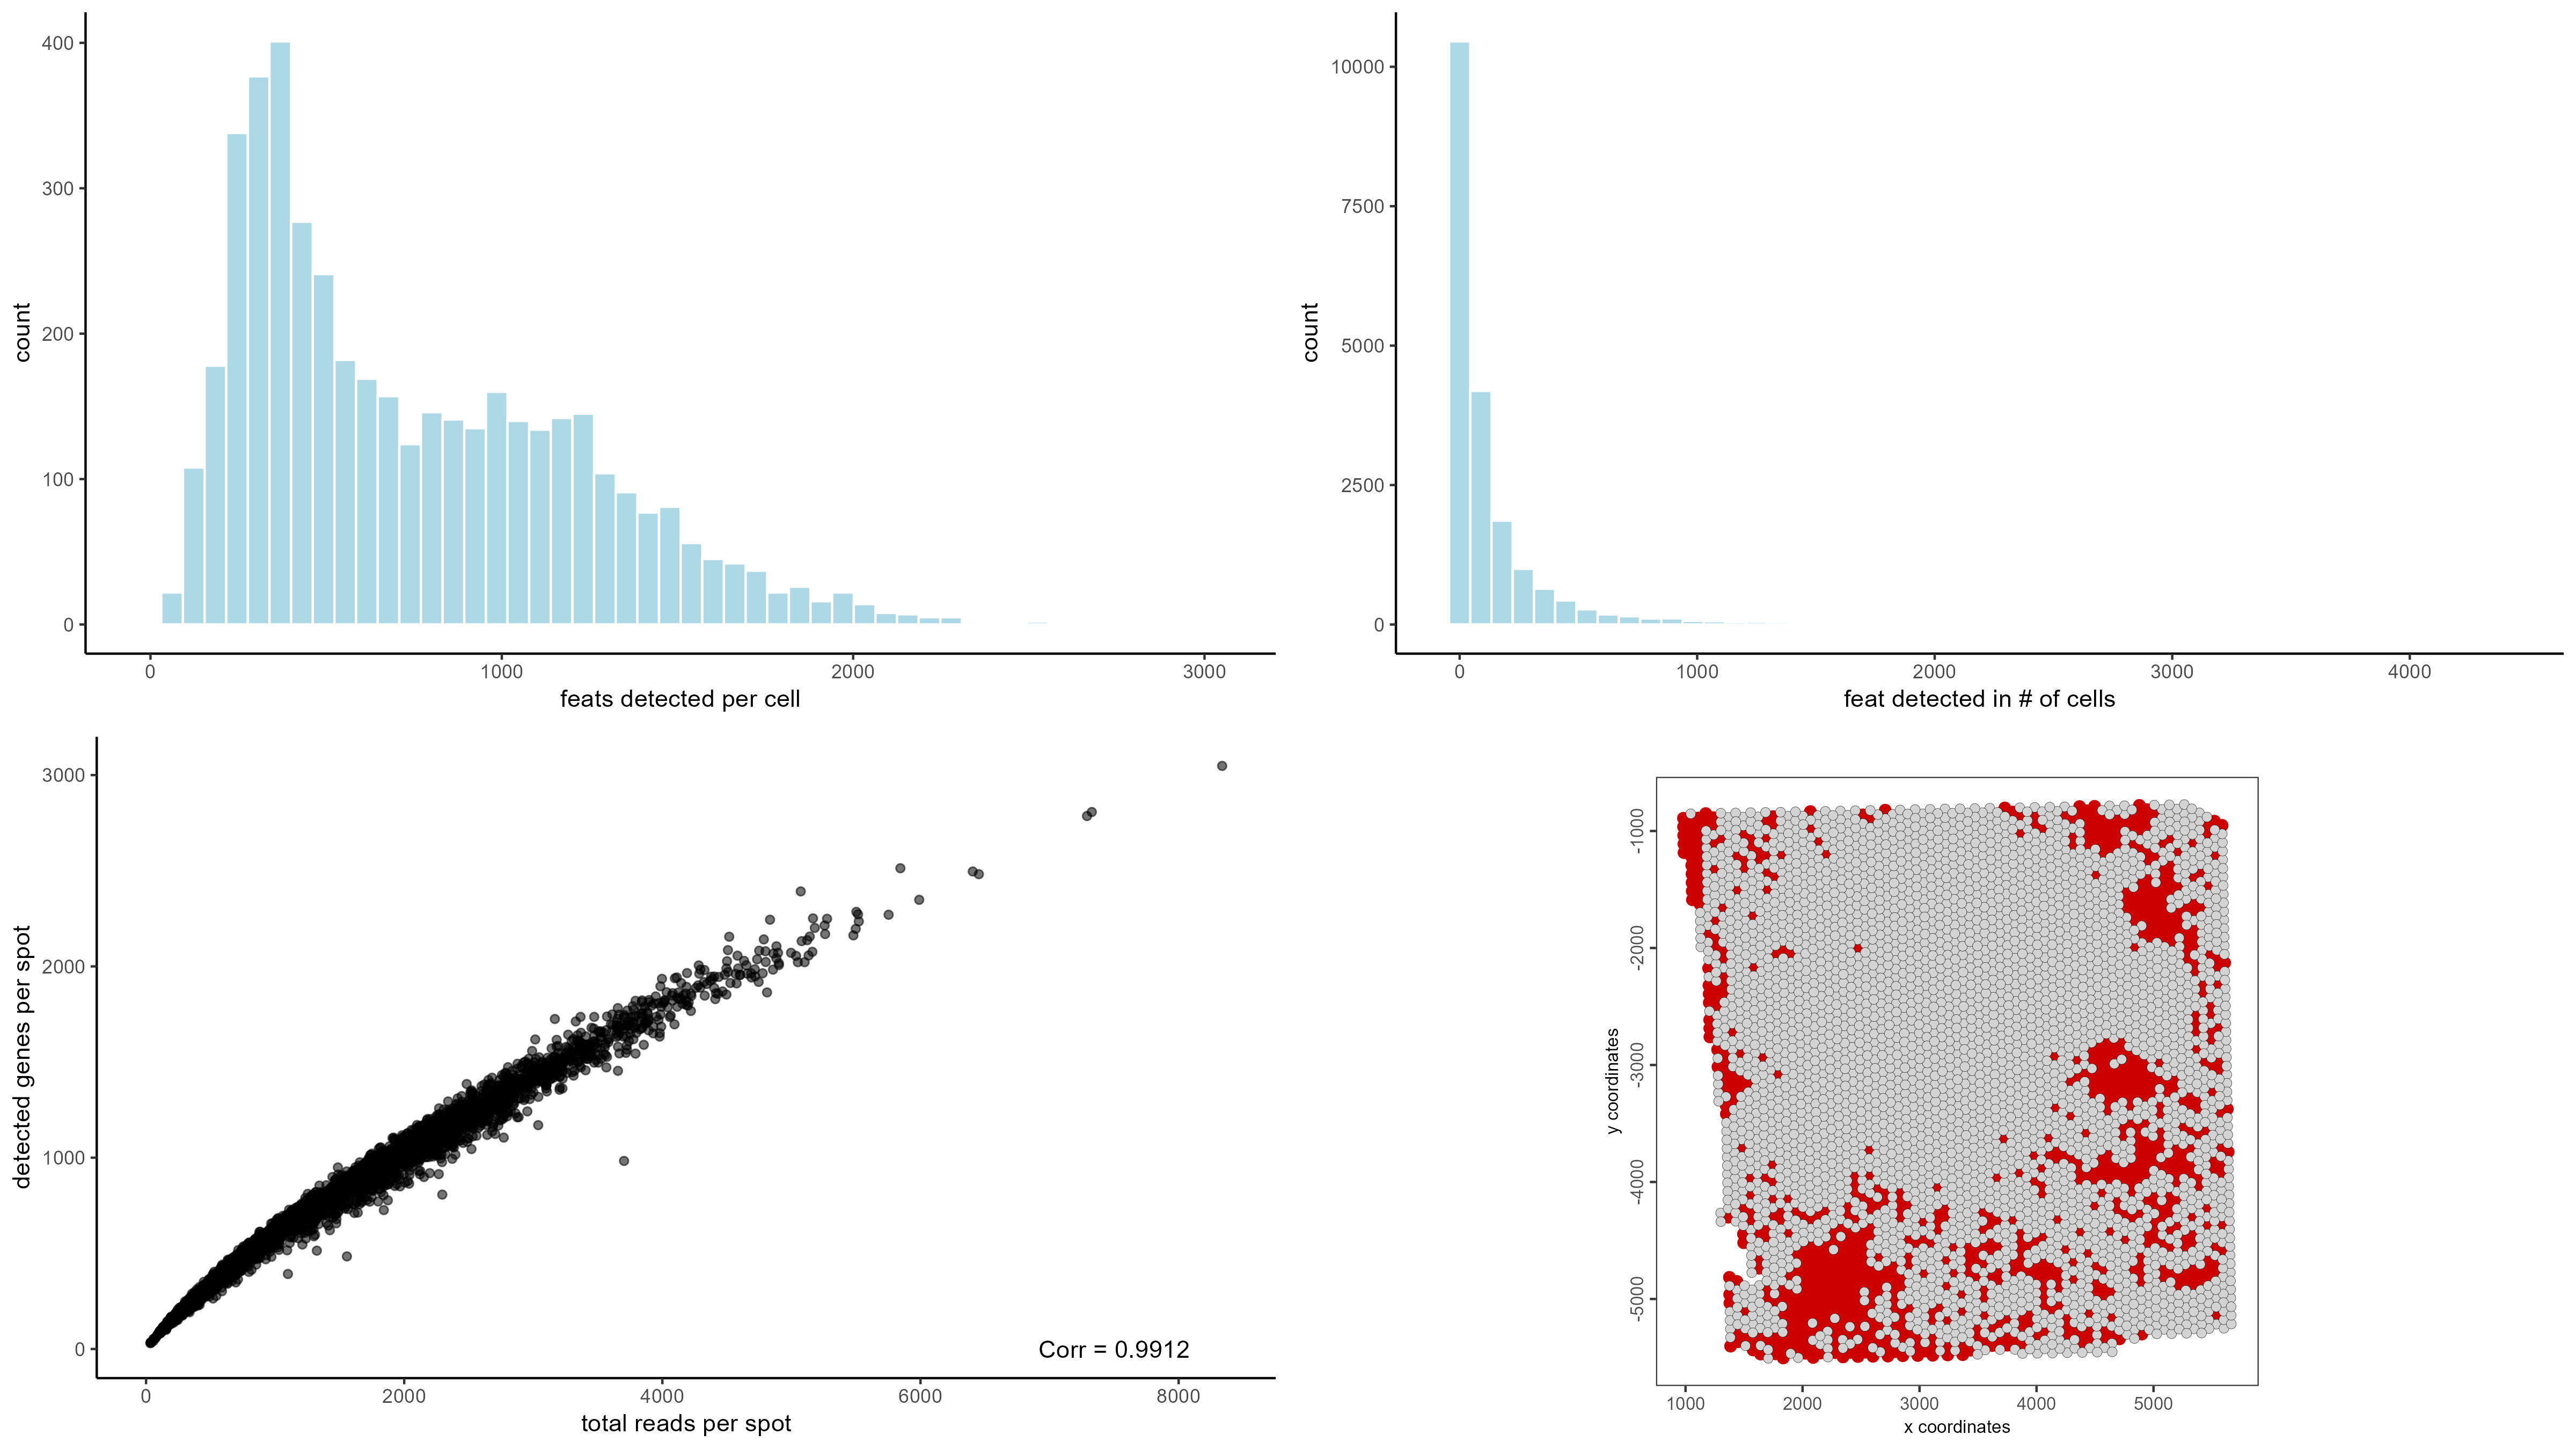 400
300
200
100
0
count
0 1000 2000 3000
feats detected per cell
10000
7500
5000
2500
0
count
0 1000 2000 3000 4000
feat detected in # of cells
3000
2000
1000
0
detected genes per spot
Corr = 0.9912
0 2000 4000 6000 8000
total reads per spot
-1000
-2000
-3000
-4000
-5000
y coordinates
1000 2000 3000 4000 5000
x coordinates